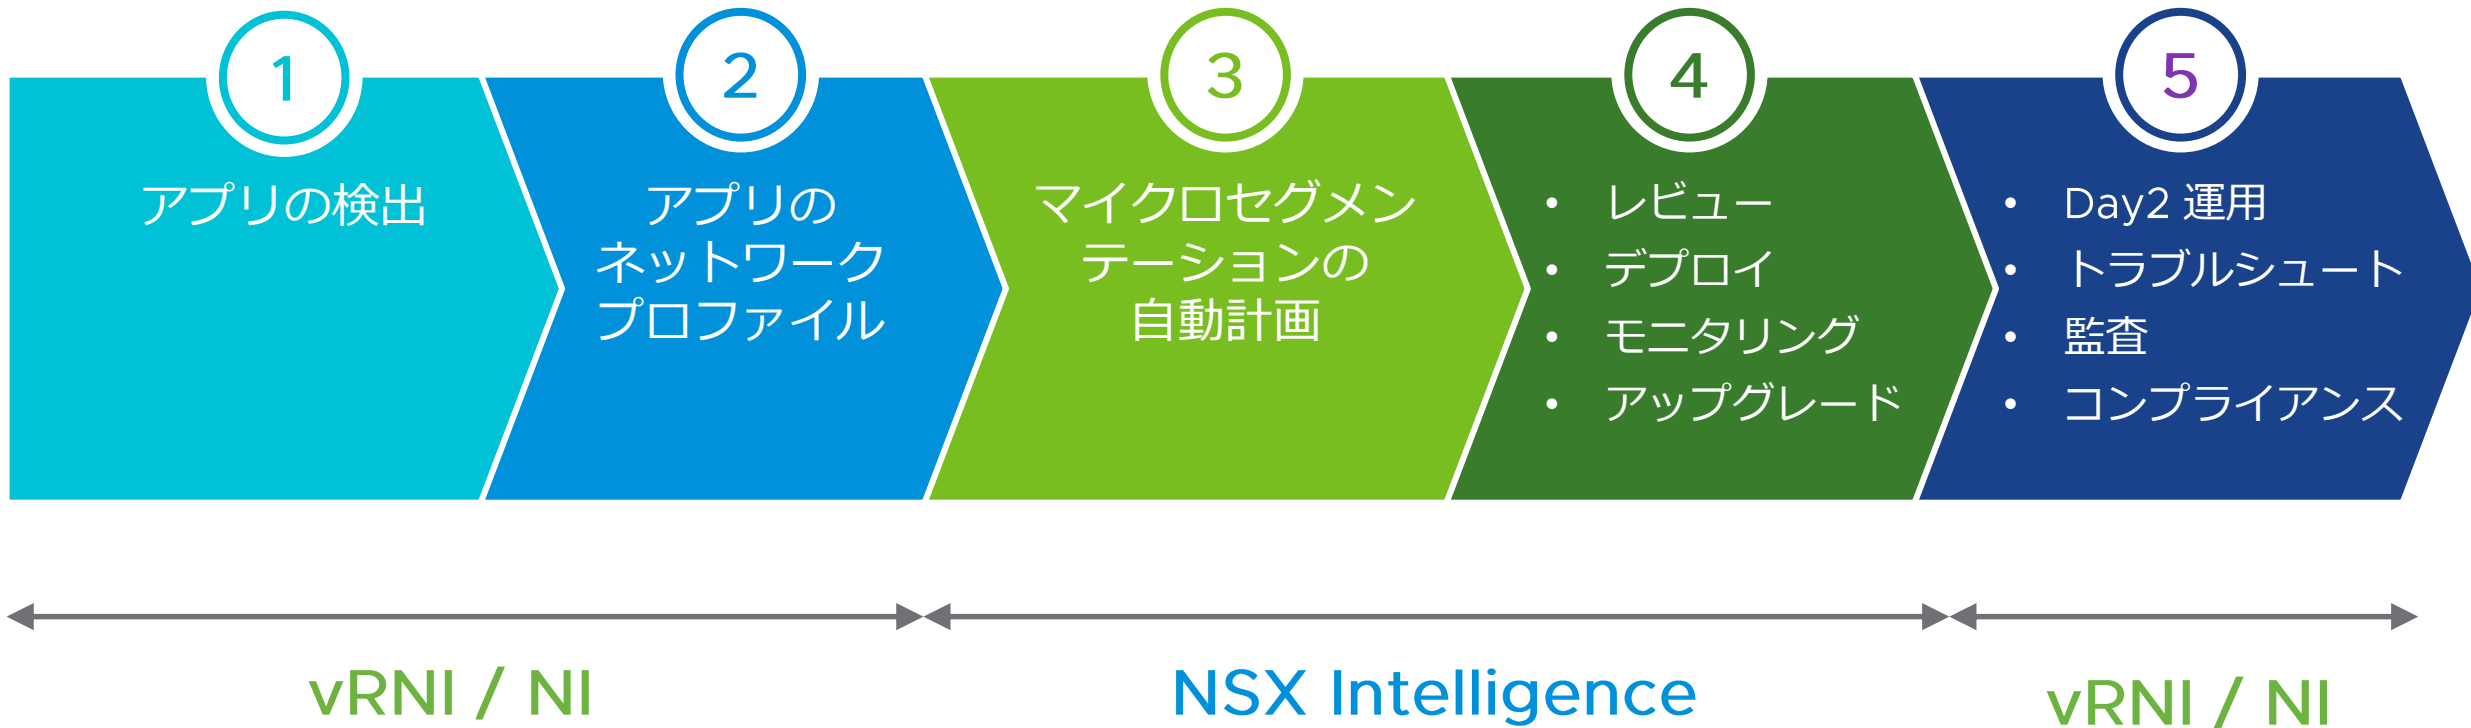 1
アプリの検出
2
アプリの
ネットワーク
プロファイル
3
マイクロセグメン
テーションの
自動計画
4
• レビュー
• デプロイ
• モニタリング
• アップグレード
5
• Day2 運用
• トラブルシュート
• 監査
• コンプライアンス
vRNI / NI
NSX Intelligence
vRNI / NI